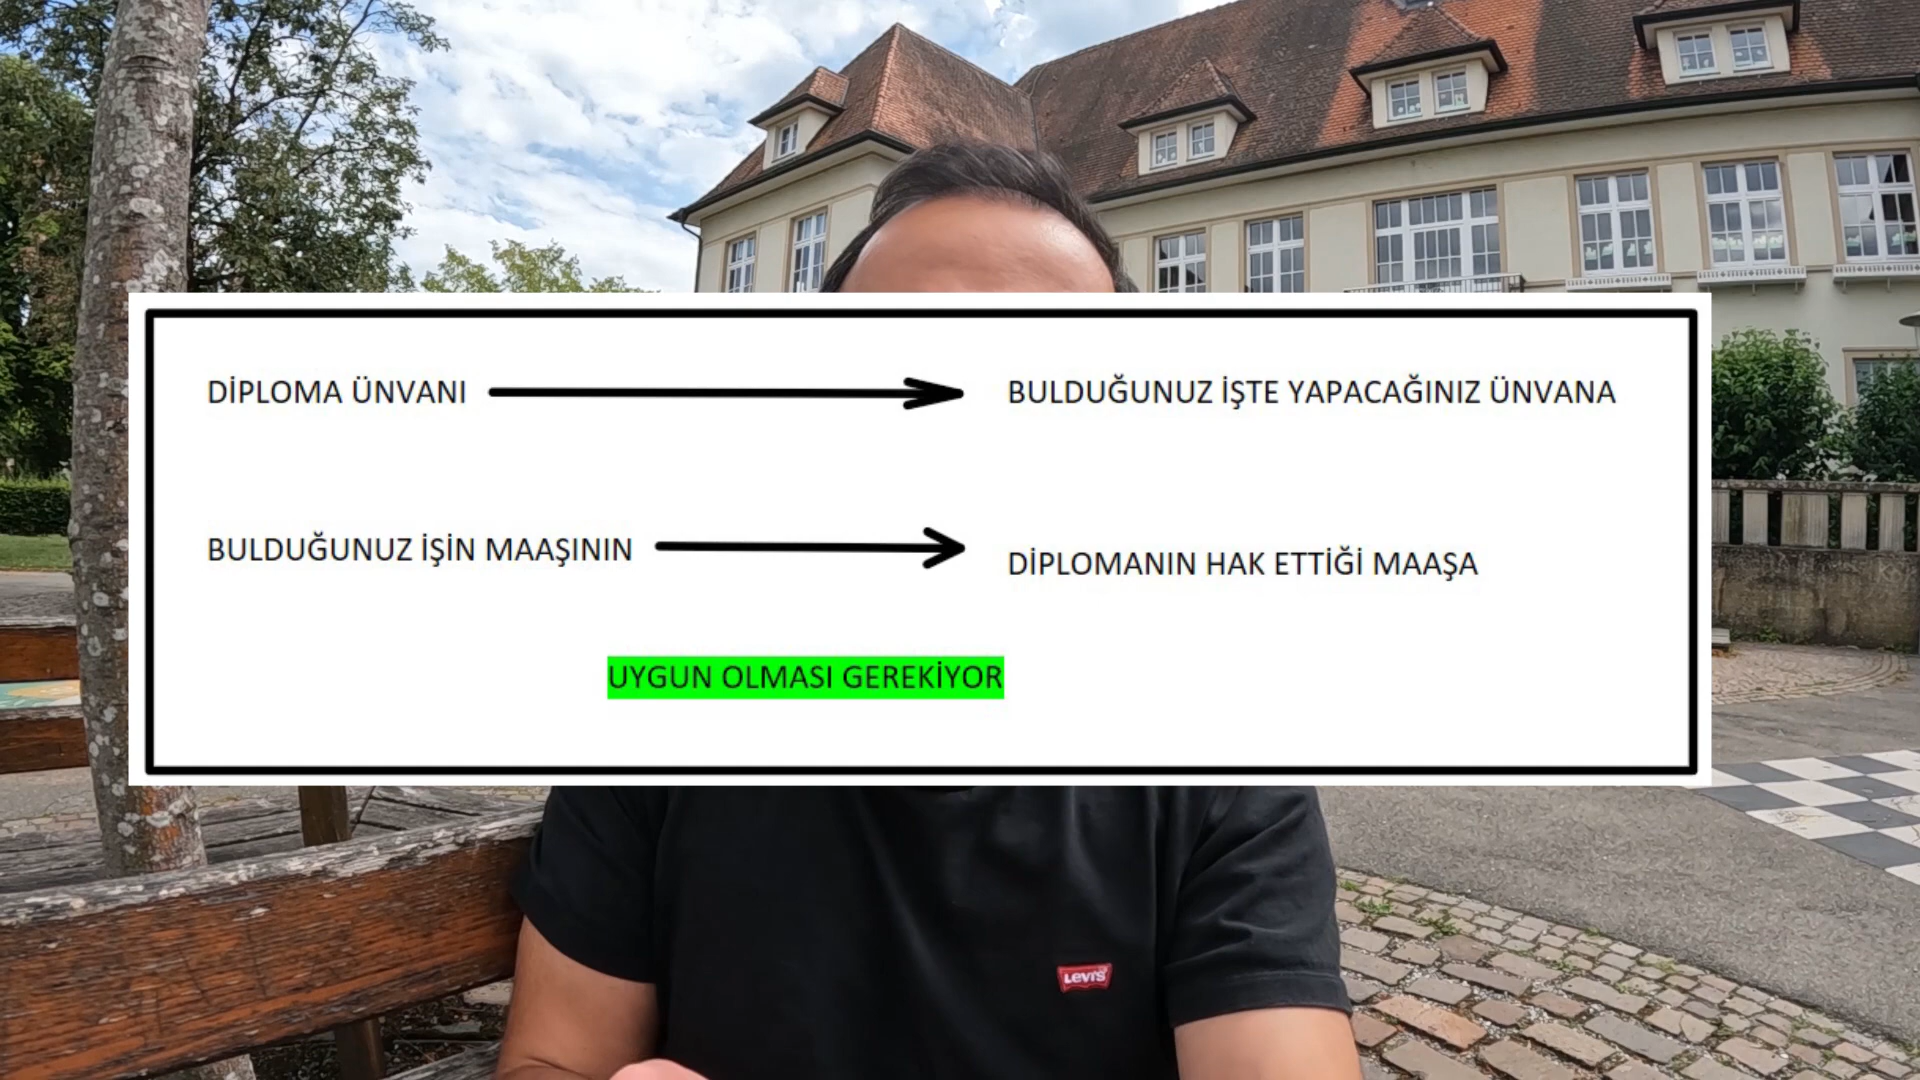 DİPLOMA ÜNVANI BULDUĞUNUZ İŞTE YAPACAĞINIZ ÜNVANA
BULDUĞUNUZ İŞİN MAAŞININ DİPLOMANIN HAK ETTİĞİ MAAŞA
UYGUN OLMASI GEREKİYOR
LEVI'S